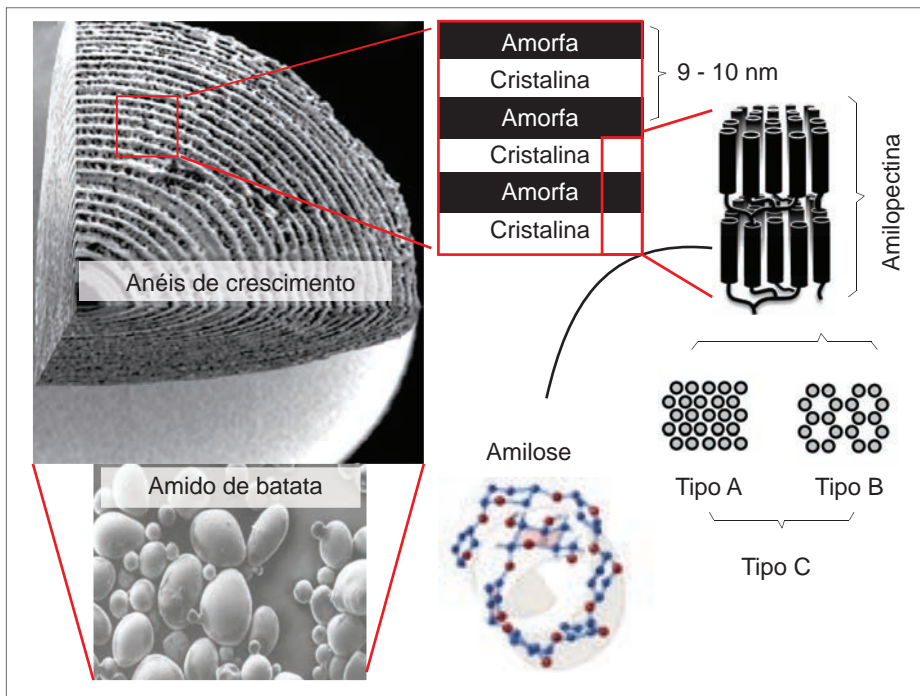 Amorfa
Cristalina
9 - 10 nm
Amorfa
Cristalina
Amorfa
Cristalina
Amilopectina
Anéis de crescimento
Amilose
Amido de batata
Tipo A
Tipo B
Tipo C